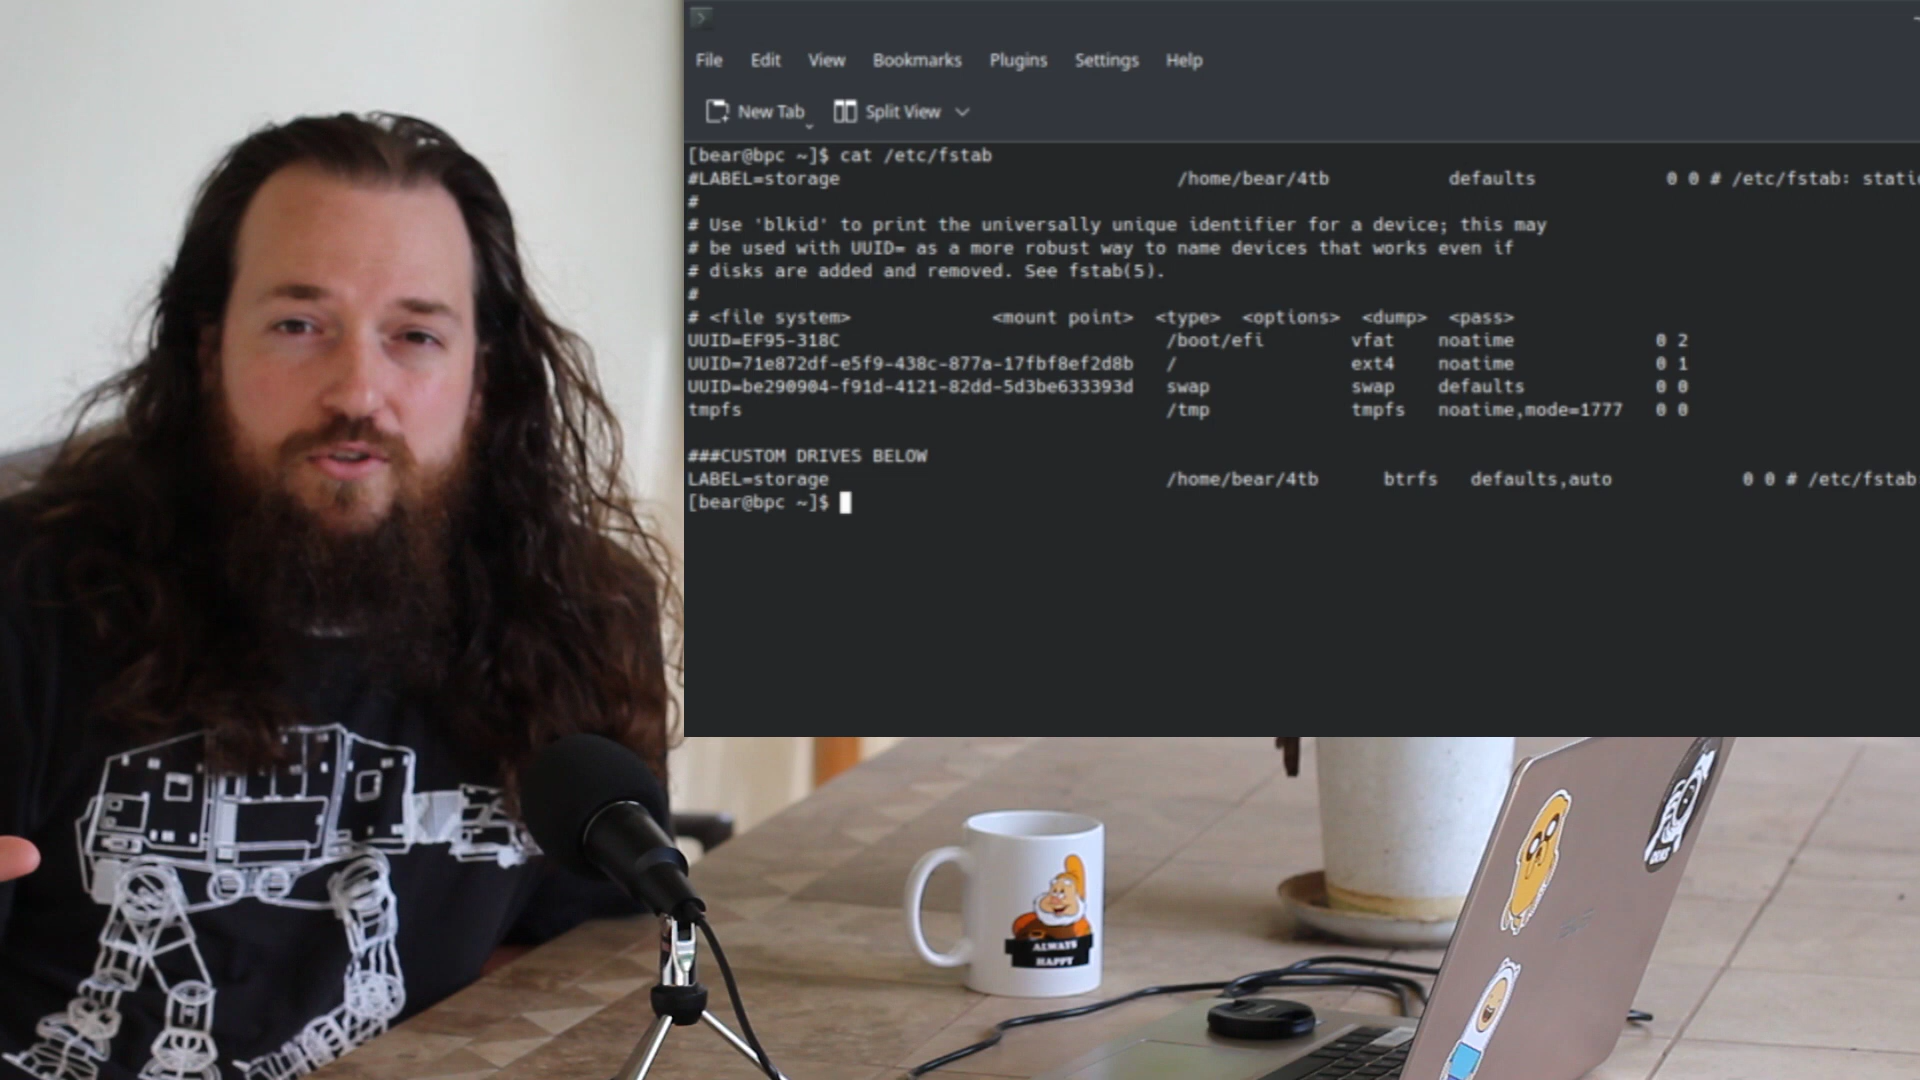 File Edit View Bookmarks Plugins Settings Help
New Tab Split View
[bear@bpc ~]$ cat /etc/fstab
#LABEL=storage /home/bear/4tb defaults 0 0 # /etc/fstab: static
#
# Use 'blkid' to print the universally unique identifier for a device; this may
# be used with UUID= as a more robust way to name devices that works even if
# disks are added and removed. See fstab(5).
#
# <file system> <mount point> <type> <options> <dump> <pass>
UUID=EF95-318C /boot/efi vfat noatime 0 2
UUID=71e872df-e5f9-438c-877a-17fbf8ef2d8b / ext4 noatime 0 1
UUID=be290904-f91d-4121-82dd-5d3be633393d swap swap defaults 0 0
tmpfs /tmp tmpfs noatime,mode=1777 0 0
###CUSTOM DRIVES BELOW
LABEL=storage /home/bear/4tb btrfs defaults,auto 0 0 # /etc/fstab:
[bear@bpc ~]$
ALWAYS
HAPPY